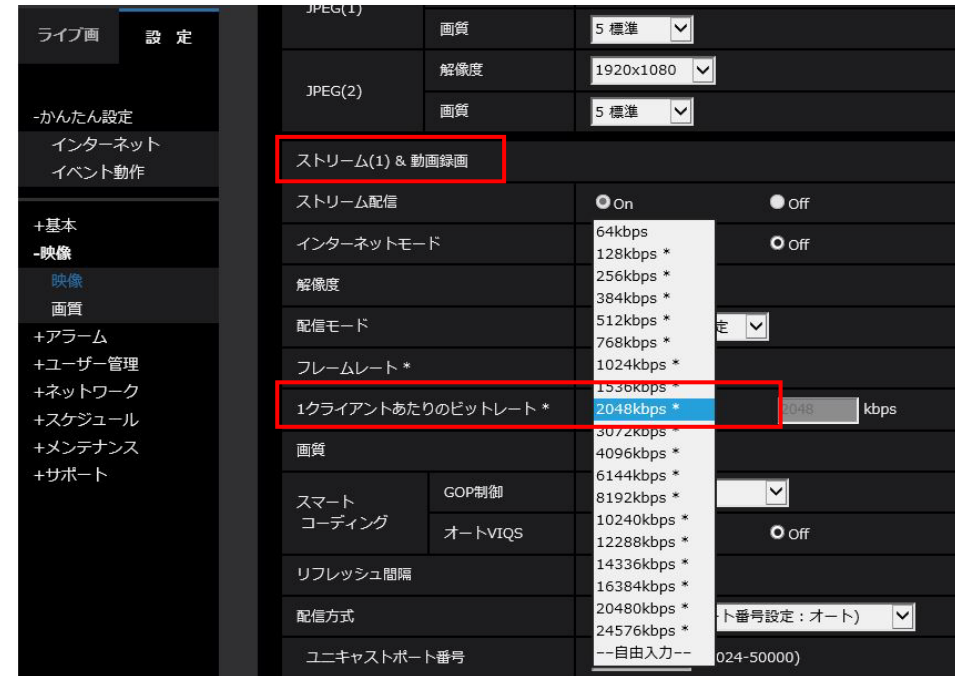 ライブ画
設 定
-かんたん設定
インターネット
イベント動作
+基本
-映像
映像
画質
+アラーム
+ユーザー管理
+ネットワーク
+スケジュール
+メンテナンス
+サポート
JPEG(1)
画質 5 標準
JPEG(2)
解像度 1920x1080
画質 5 標準
ストリーム(1) & 動画録画
ストリーム配信 On Off
インターネットモード Off
解像度
配信モード 定
フレームレート *
1クライアントあたりのビットレート * 2048 kbps
画質
スマート
コーディング
GOP制御
オートVIQS Off
リフレッシュ間隔
配信方式 ート番号設定：オート)
ユニキャストポート番号 024-50000)
64kbps
128kbps *
256kbps *
384kbps *
512kbps *
768kbps *
1024kbps *
1536kbps *
2048kbps *
3072kbps *
4096kbps *
6144kbps *
8192kbps *
10240kbps *
12288kbps *
14336kbps *
16384kbps *
20480kbps *
24576kbps *
--自由入力--